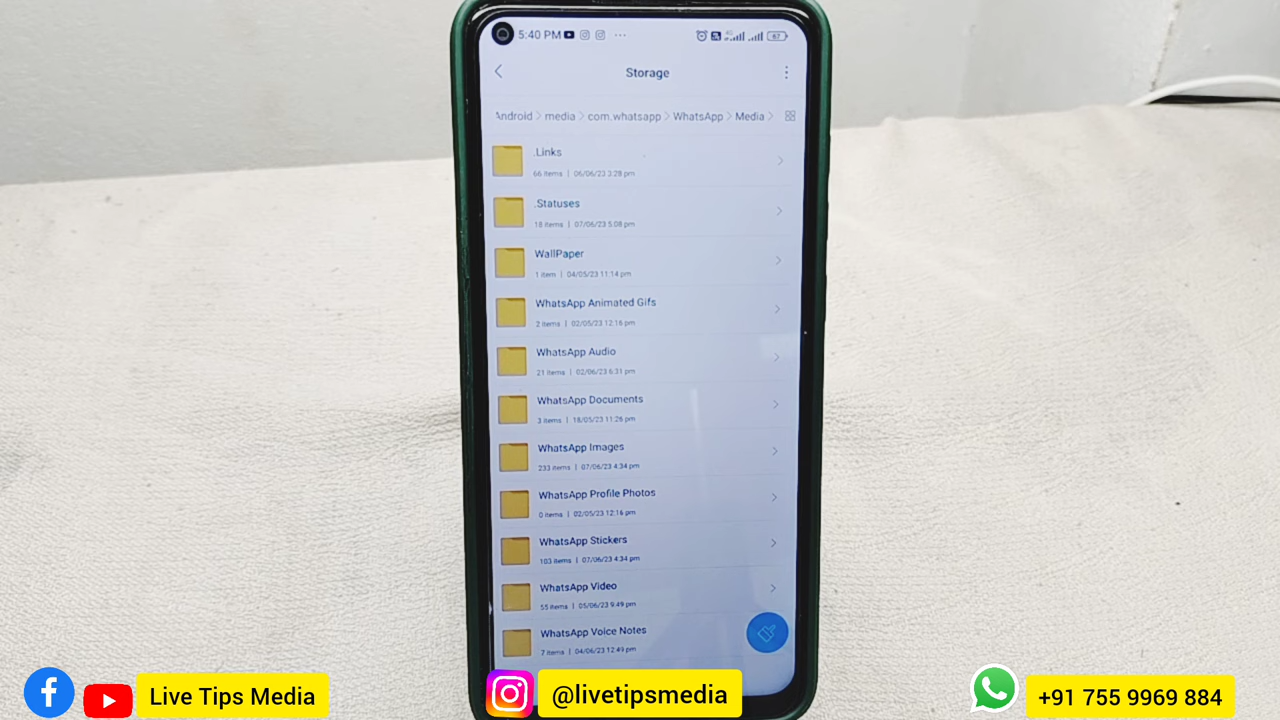 5:40 PM
4G
67
Storage
Android > media > com.whatsapp > WhatsApp > Media >
.Links
66 items | 06/06/23 3:28 pm
.Statuses
18 items | 07/06/23 5:08 pm
WallPaper
1 item | 04/05/23 11:14 pm
WhatsApp Animated Gifs
2 items | 02/05/23 12:16 pm
WhatsApp Audio
21 items | 02/06/23 6:31 pm
WhatsApp Documents
3 items | 18/05/23 11:26 pm
WhatsApp Images
233 items | 07/06/23 4:34 pm
WhatsApp Profile Photos
0 items | 02/05/23 12:16 pm
WhatsApp Stickers
103 items | 07/06/23 4:34 pm
WhatsApp Video
55 items | 05/06/23 9:49 pm
WhatsApp Voice Notes
7 items | 04/06/23 12:49 pm
Live Tips Media
@livetipsmedia
+91 755 9969 884